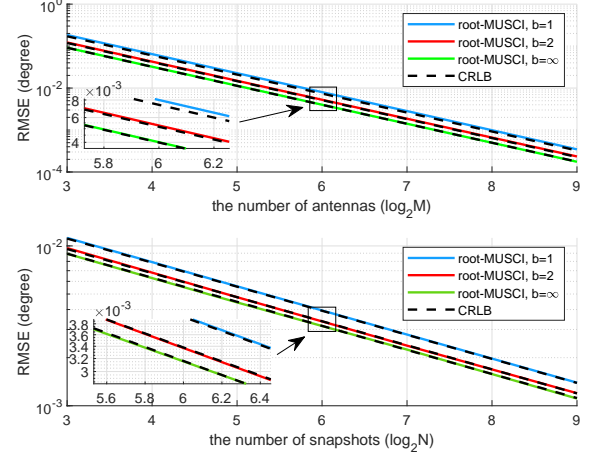 10^0
10^-2
10^-4
RMSE (degree)
root-MUSCI, b=1
root-MUSCI, b=2
root-MUSCI, b=∞
CRLB
×10^-3
8
6
4
5.8 6 6.2
3 4 5 6 7 8 9
the number of antennas (log₂M)
10^-2
10^-3
RMSE (degree)
root-MUSCI, b=1
root-MUSCI, b=2
root-MUSCI, b=∞
CRLB
×10^-3
3.8
3.6
3.4
3.2
3
5.6 5.8 6 6.2 6.4
3 4 5 6 7 8 9
the number of snapshots (log₂N)